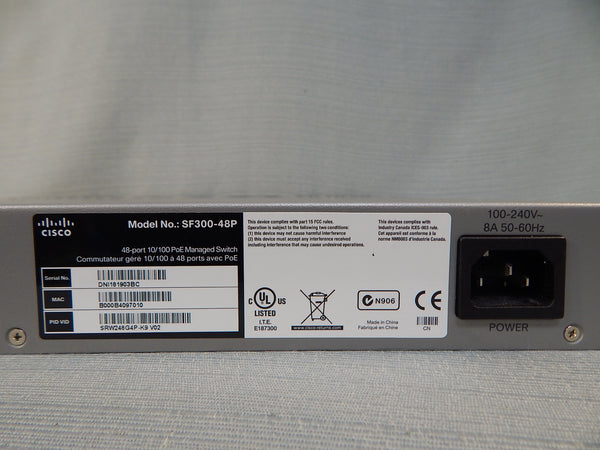 CISCO
Model No.: SF300-48P
48-port 10/100 PoE Managed Switch
Commutateur géré 10/100 à 48 ports avec PoE
Serial No.
DNI181903BC
MAC
B000B4097010
PID VID
SRW248G4P-K9 V02
This device complies with part 15 FCC rules.
Operation is subject to the following two conditions:
(1) this device may not cause harmful interference
(2) this device must accept any interference received
including interference that may cause undesired operations.
This device complies with
Industry Canada ICES-003 rule.
Cet appareil est conforme à la
norme NMB003 d'Industrie Canada.
C UL US
LISTED
I.T.E.
E187300
www.cisco-returns.com
N906
Made in China
Fabriqué en Chine
CE
CN
100-240V~
8A 50-60Hz
POWER